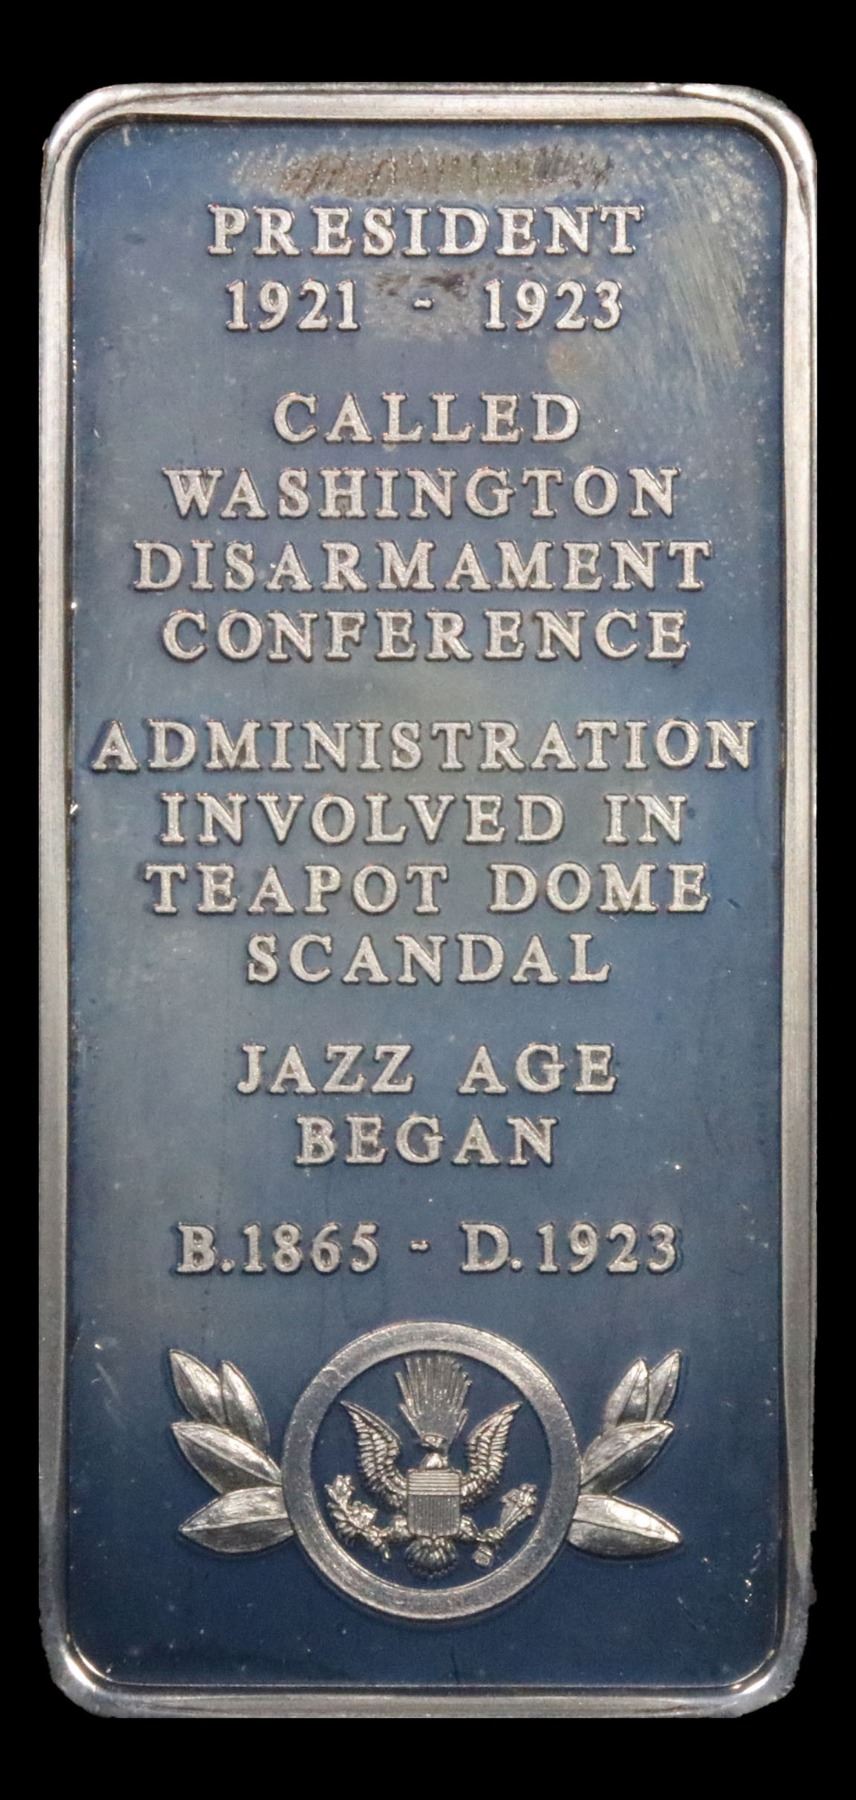 PRESIDENT
1921 - 1923
CALLED
WASHINGTON
DISARMAMENT
CONFERENCE
ADMINISTRATION
INVOLVED IN
TEAPOT DOME
SCANDAL
JAZZ AGE
BEGAN
B.1865 - D.1923